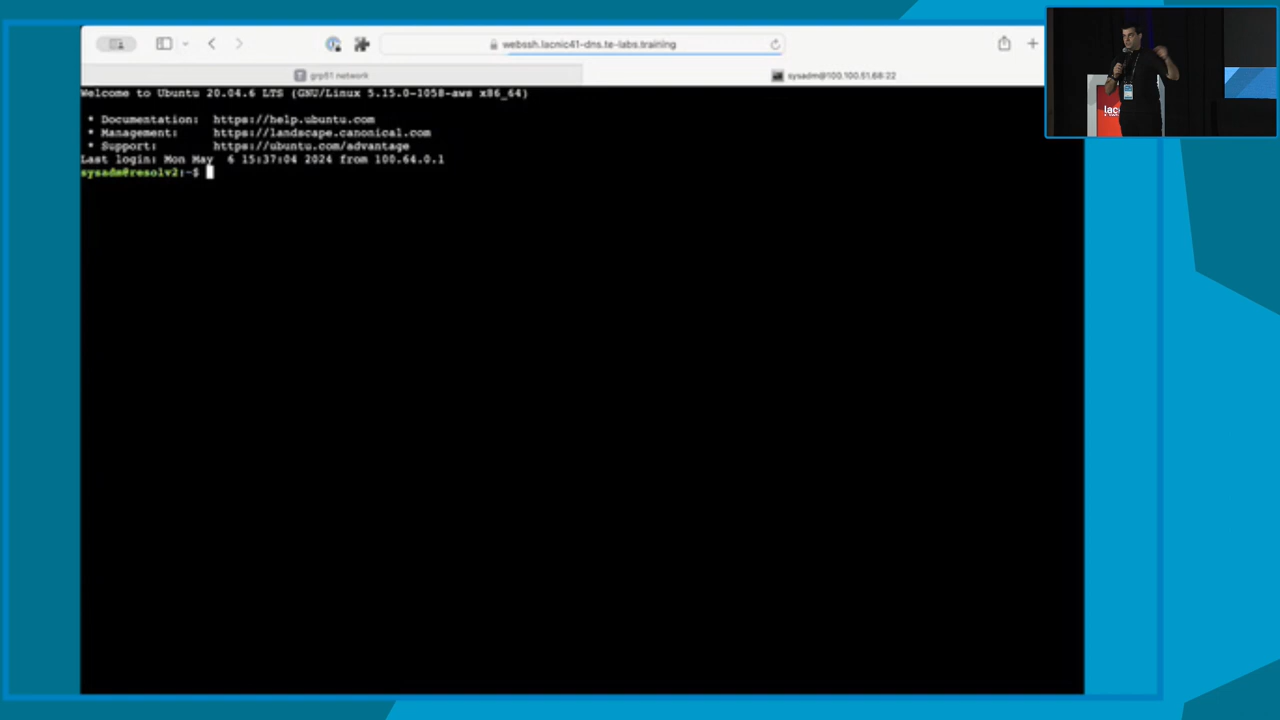 webssh.lacnic41-dns.te-labs.training
grp51 network
sysadm@100.100.51.68:22
Welcome to Ubuntu 20.04.6 LTS (GNU/Linux 5.15.0-1058-aws x86_64)
* Documentation: https://help.ubuntu.com
* Management: https://landscape.canonical.com
* Support: https://ubuntu.com/advantage
Last login: Mon May 6 15:37:04 2024 from 100.64.0.1
sysadm@resolv2:~$